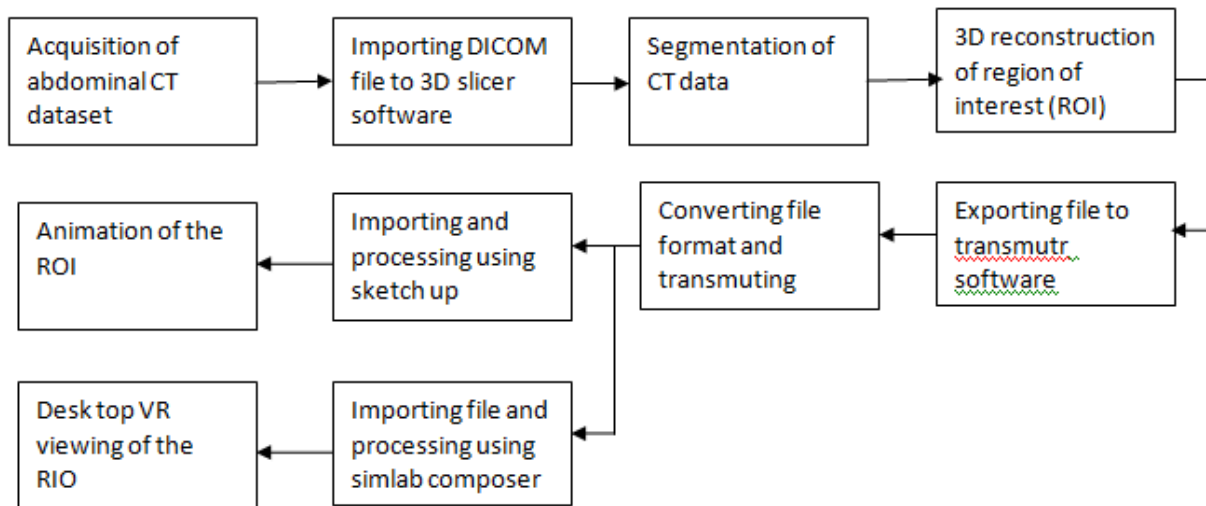 Acquisition of
abdominal CT
dataset
Importing DICOM
file to 3D slicer
software
Segmentation of
CT data
3D reconstruction
of region of
interest (ROI)
Exporting file to
transmutr
software
Converting file
format and
transmuting
Importing and
processing using
sketch up
Animation of the
ROI
Importing file and
processing using
simlab composer
Desk top VR
viewing of the
RIO